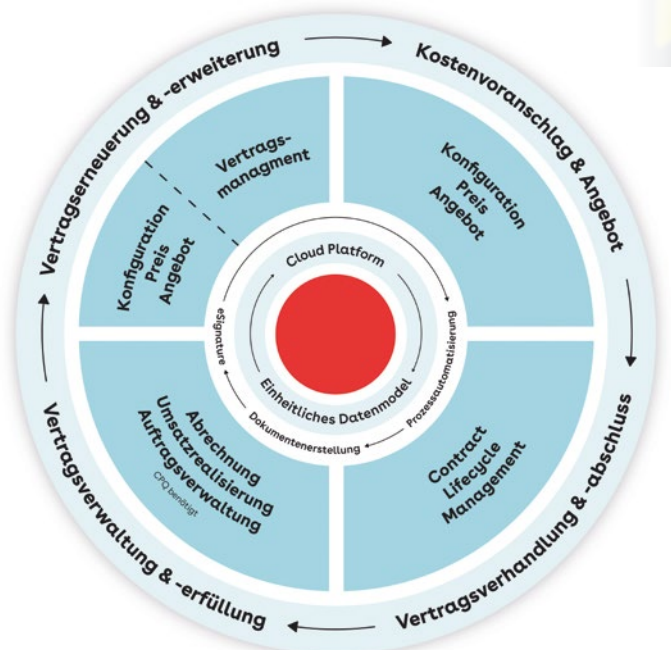 Vertragserneuerung & -erweiterung
Kostenvoranschlag & Angebot
Vertragsverhandlung & -abschluss
Vertragsverwaltung & -erfüllung
Vertrags-
managment
Konfiguration
Preis
Angebot
Konfiguration
Preis
Angebot
Contract
Lifecycle
Management
Abrechnung
Umsatzrealisierung
Auftragsverwaltung
CPQ benötigt
eSignature
Prozessautomatisierung
Dokumentenerstellung
Cloud Platform
Einheitliches Datenmodel